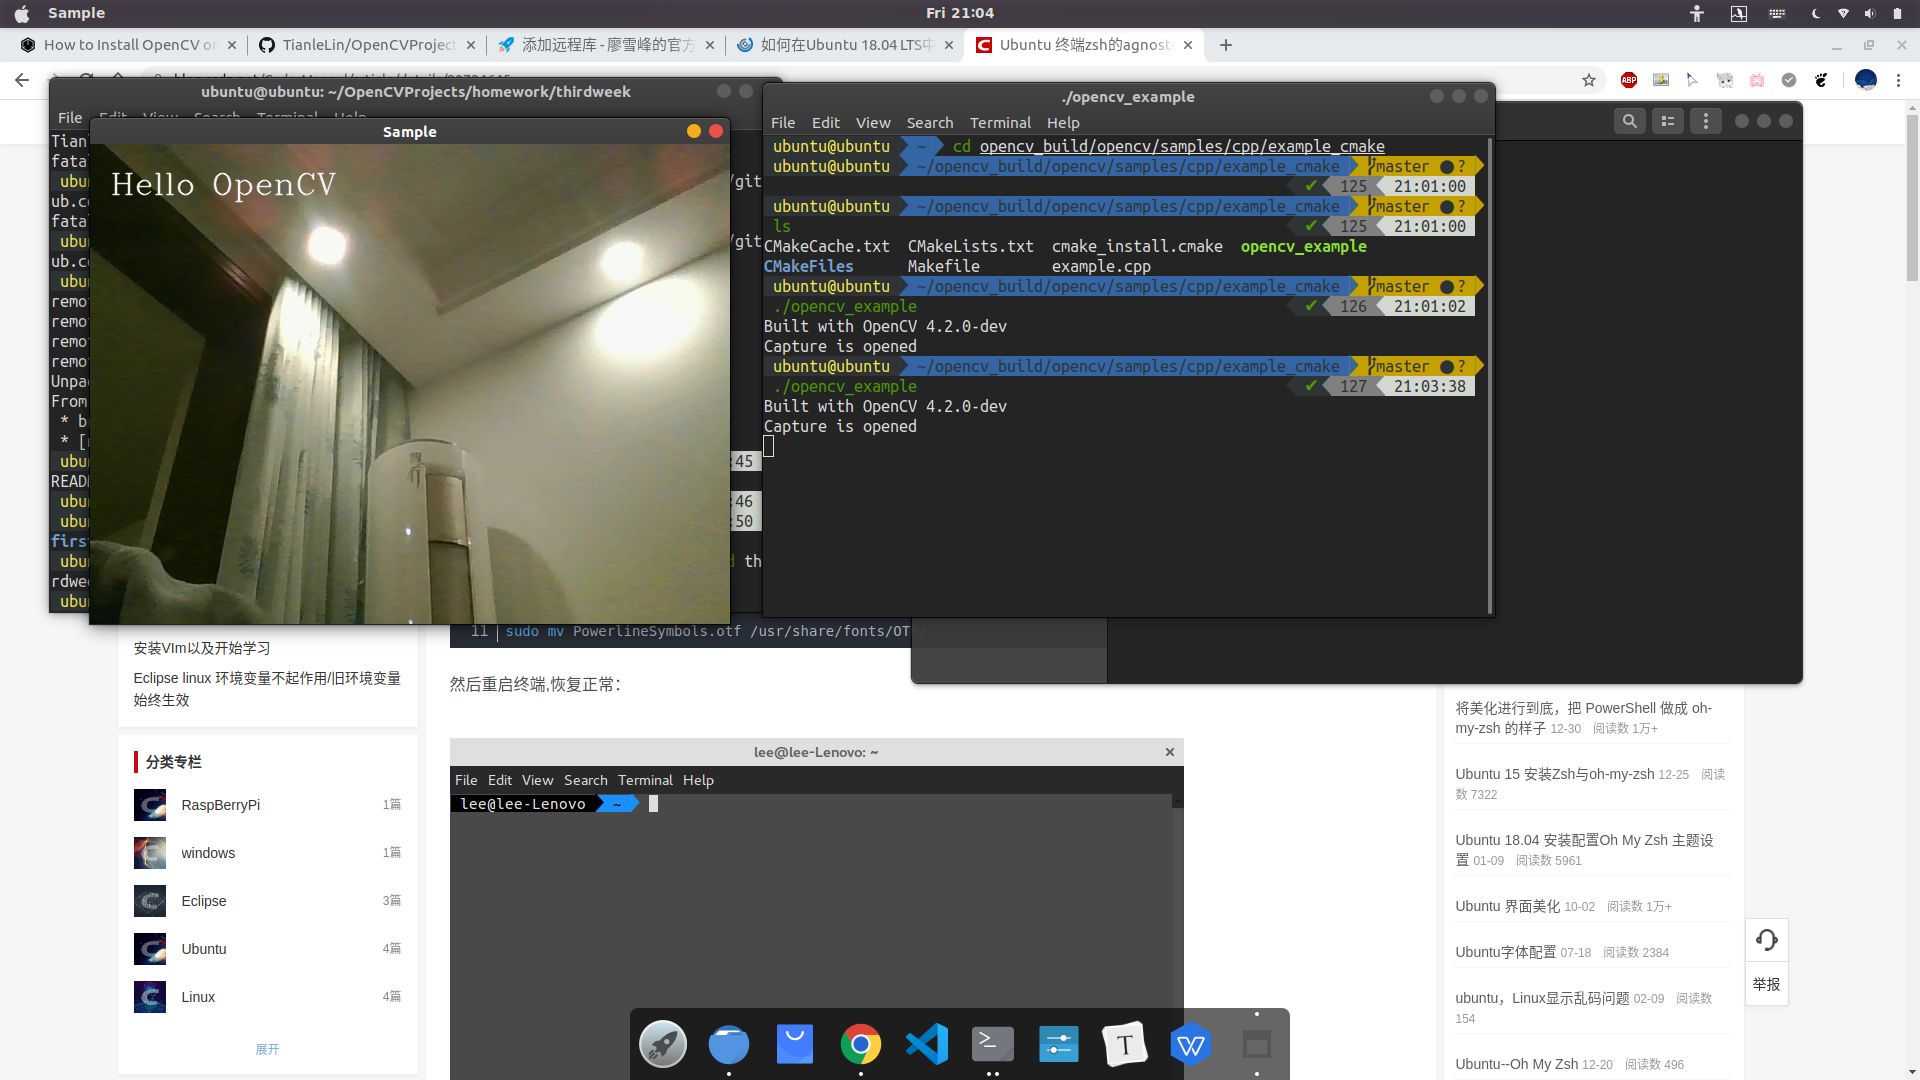 Sample
Fri 21:04
How to Install OpenCV on
TianleLin/OpenCVProject
添加远程库 - 廖雪峰的官方
如何在Ubuntu 18.04 LTS中
Ubuntu 终端zsh的agnost
ABP
ubuntu@ubuntu: ~/OpenCVProjects/homework/thirdweek
File Edit View Search Terminal Help
Tian
fatal
ubu
/git
ub.co
fatal
ubu
/git
ub.co
ubu
remo
remo
remo
remo
Unpa
From
* b
* [
ubu
:45
READ
ubu
:46
ubu
:50
first
ubu
d th
rdwee
ubu
Sample
Hello OpenCV
./opencv_example
File Edit View Search Terminal Help
ubuntu@ubuntu ~ cd opencv_build/opencv/samples/cpp/example_cmake
ubuntu@ubuntu ~/opencv_build/opencv/samples/cpp/example_cmake master ●?
✔ 125 21:01:00
ubuntu@ubuntu ~/opencv_build/opencv/samples/cpp/example_cmake master ●?
ls ✔ 125 21:01:00
CMakeCache.txt CMakeLists.txt cmake_install.cmake opencv_example
CMakeFiles Makefile example.cpp
ubuntu@ubuntu ~/opencv_build/opencv/samples/cpp/example_cmake master ●?
./opencv_example ✔ 126 21:01:02
Built with OpenCV 4.2.0-dev
Capture is opened
ubuntu@ubuntu ~/opencv_build/opencv/samples/cpp/example_cmake master ●?
./opencv_example ✔ 127 21:03:38
Built with OpenCV 4.2.0-dev
Capture is opened
11 sudo mv PowerlineSymbols.otf /usr/share/fonts/OT
然后重启终端,恢复正常：
lee@lee-Lenovo: ~
File Edit View Search Terminal Help
lee@lee-Lenovo ~
安装VIm以及开始学习
Eclipse linux 环境变量不起作用/旧环境变量
始终生效
分类专栏
RaspBerryPi 1篇
windows 1篇
Eclipse 3篇
Ubuntu 4篇
Linux 4篇
展开
将美化进行到底，把 PowerShell 做成 oh-
my-zsh 的样子 12-30 阅读数 1万+
Ubuntu 15 安装Zsh与oh-my-zsh 12-25 阅读
数 7322
Ubuntu 18.04 安装配置Oh My Zsh 主题设
置 01-09 阅读数 5961
Ubuntu 界面美化 10-02 阅读数 1万+
Ubuntu字体配置 07-18 阅读数 2384
ubuntu，Linux显示乱码问题 02-09 阅读数
154
Ubuntu--Oh My Zsh 12-20 阅读数 496
举报
T
W